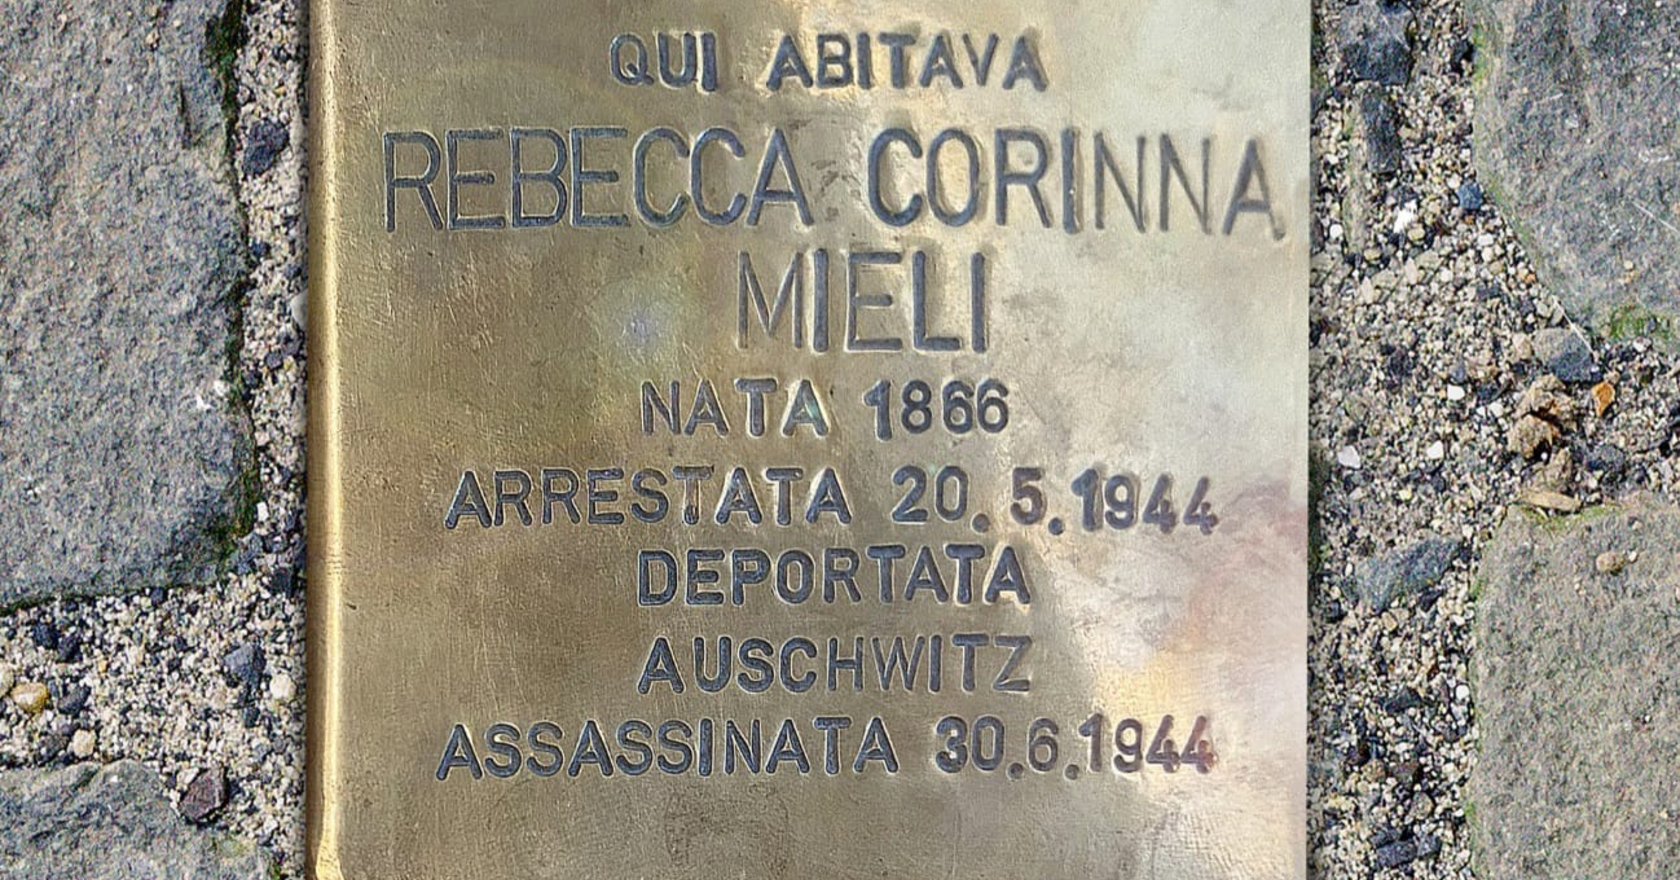 QUI ABITAVA
REBECCA CORINNA
MIELI
NATA 1866
ARRESTATA 20.5.1944
DEPORTATA
AUSCHWITZ
ASSASSINATA 30.6.1944